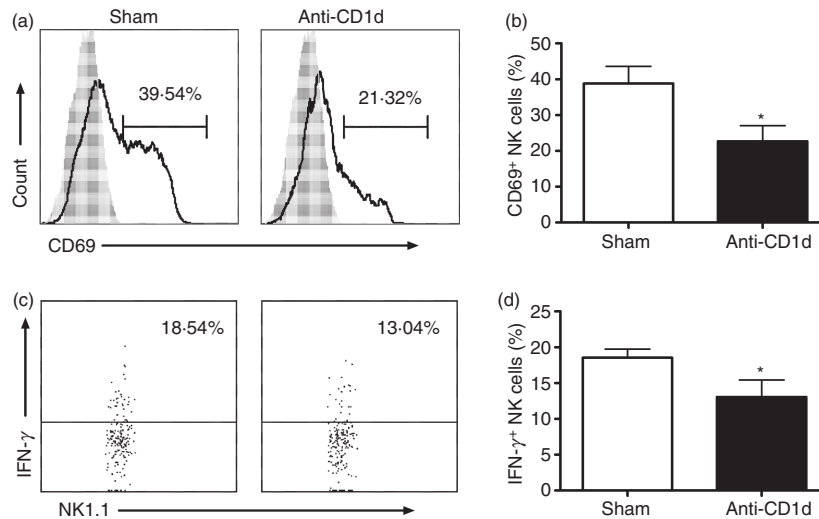 (a)
Sham
Anti-CD1d
39·54%
21·32%
Count
CD69
(b)
CD69+ NK cells (%)
50
40
30
20
10
0
*
Sham
Anti-CD1d
(c)
18·54%
13·04%
IFN-γ
NK1.1
(d)
IFN-γ+ NK cells (%)
25
20
15
10
5
0
*
Sham
Anti-CD1d